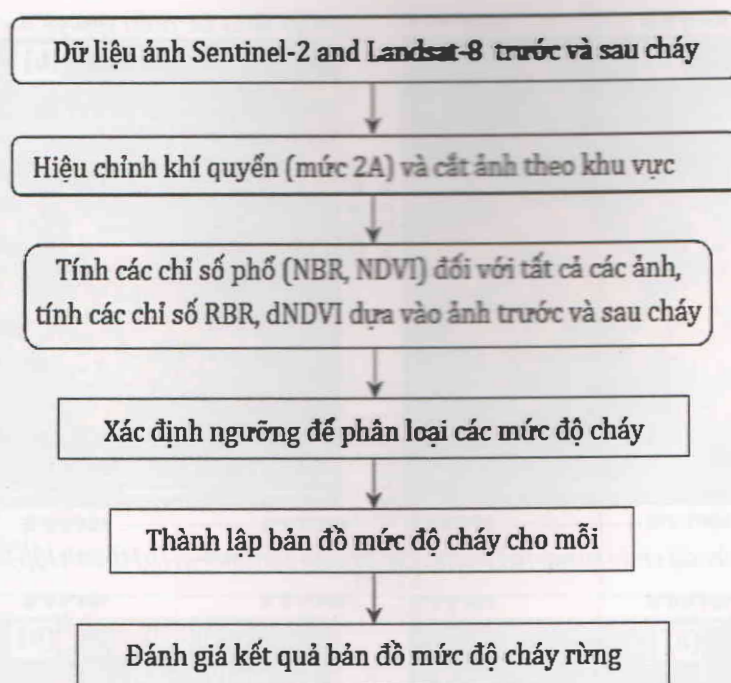 Dữ liệu ảnh Sentinel-2 and Landsat-8 trước và sau cháy
Hiệu chỉnh khí quyển (mức 2A) và cắt ảnh theo khu vực
Tính các chỉ số phổ (NBR, NDVI) đối với tất cả các ảnh,
tính các chỉ số RBR, dNDVI dựa vào ảnh trước và sau cháy
Xác định ngưỡng để phân loại các mức độ cháy
Thành lập bản đồ mức độ cháy cho mỗi
Đánh giá kết quả bản đồ mức độ cháy rừng